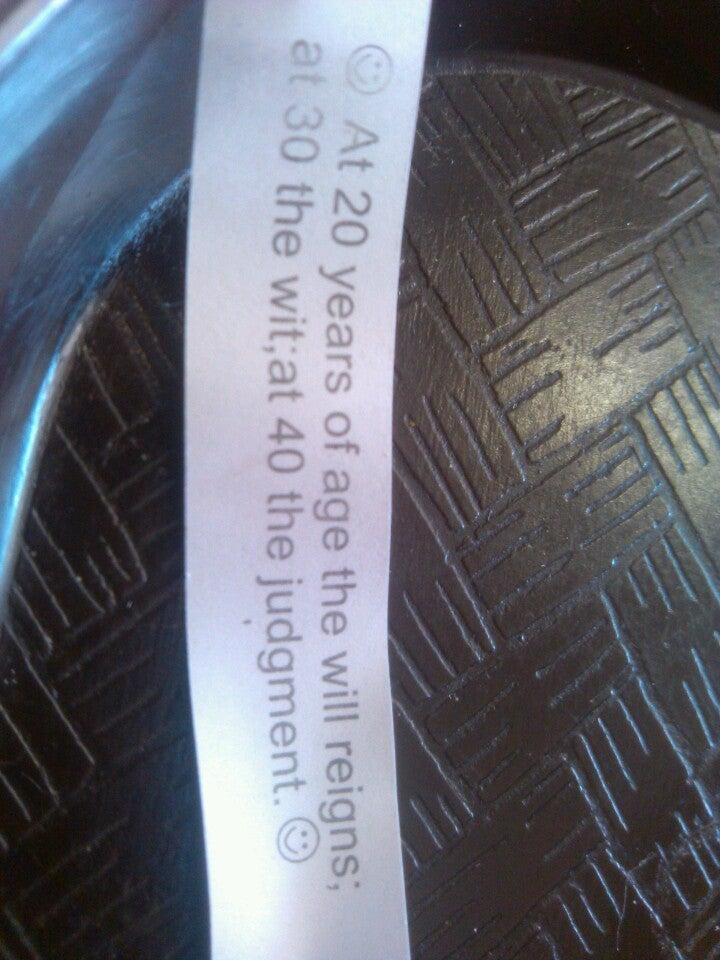 ☺ At 20 years of age the will reigns;
at 30 the wit;at 40 the judgment. ☺